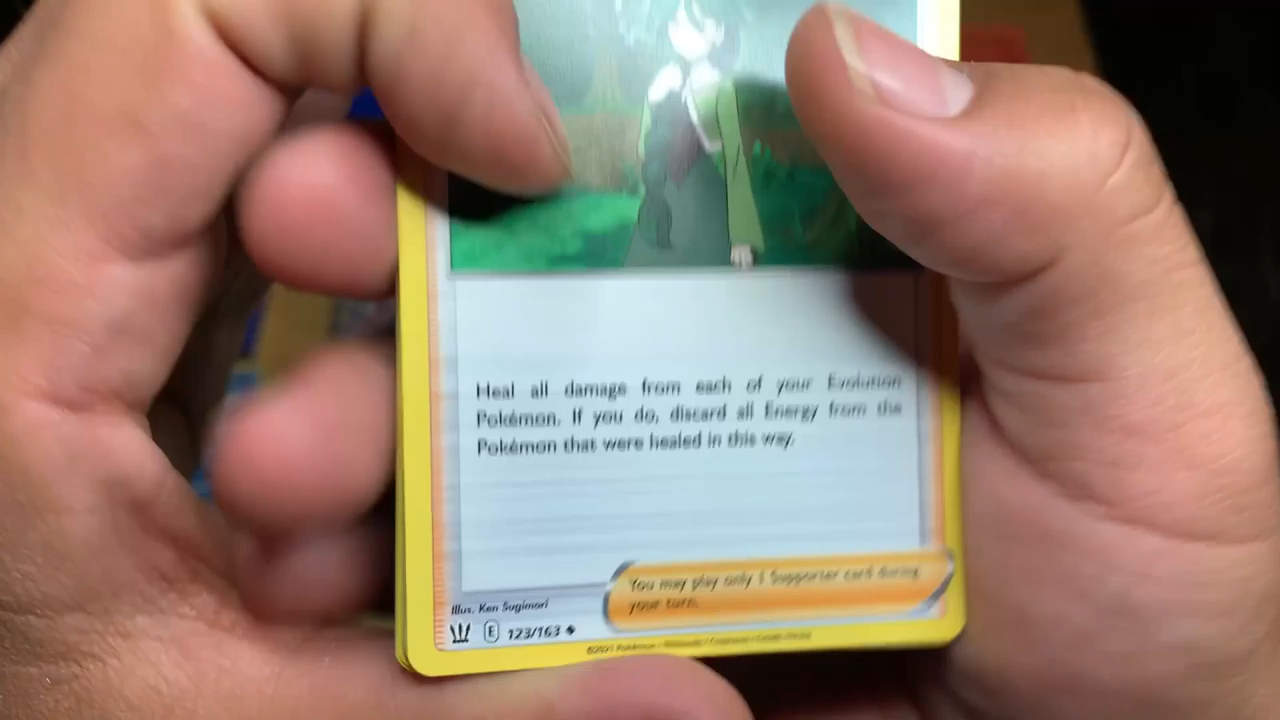 Heal all damage from each of your Evolution
Pokémon. If you do, discard all Energy from the
Pokémon that were healed in this way.
You may play only 1 Supporter card during
your turn.
Illus. Ken Sugimori
E 123/163
©2021 Pokémon